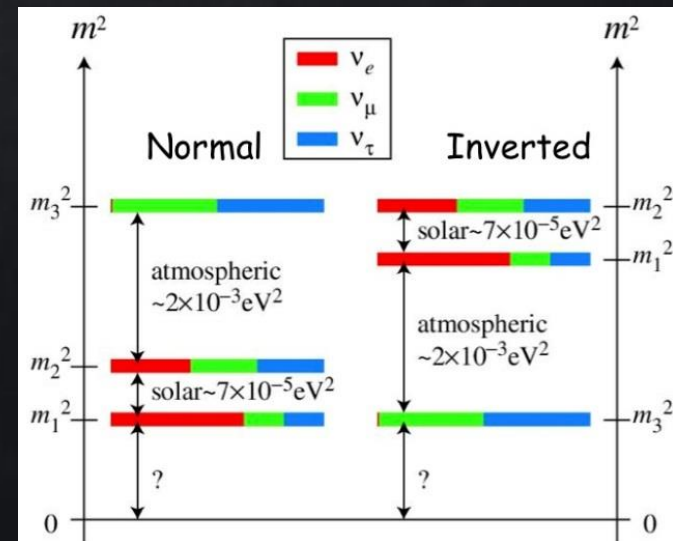 m²
m²
νₑ
ν_μ
ν_τ
Normal
Inverted
m₃²
m₂²
solar~7×10⁻⁵eV²
m₁²
atmospheric
~2×10⁻³eV²
atmospheric
~2×10⁻³eV²
m₂²
solar~7×10⁻⁵eV²
m₁²
m₃²
?
?
0
0